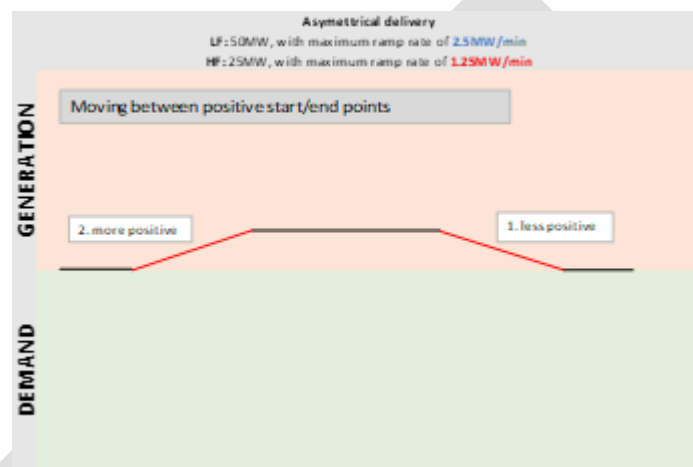 Asymettrical delivery
LF: 50MW, with maximum ramp rate of 2.5MW/min
HF: 25MW, with maximum ramp rate of 1.25MW/min
Moving between positive start/end points
GENERATION
2. more positive
1. less positive
DEMAND